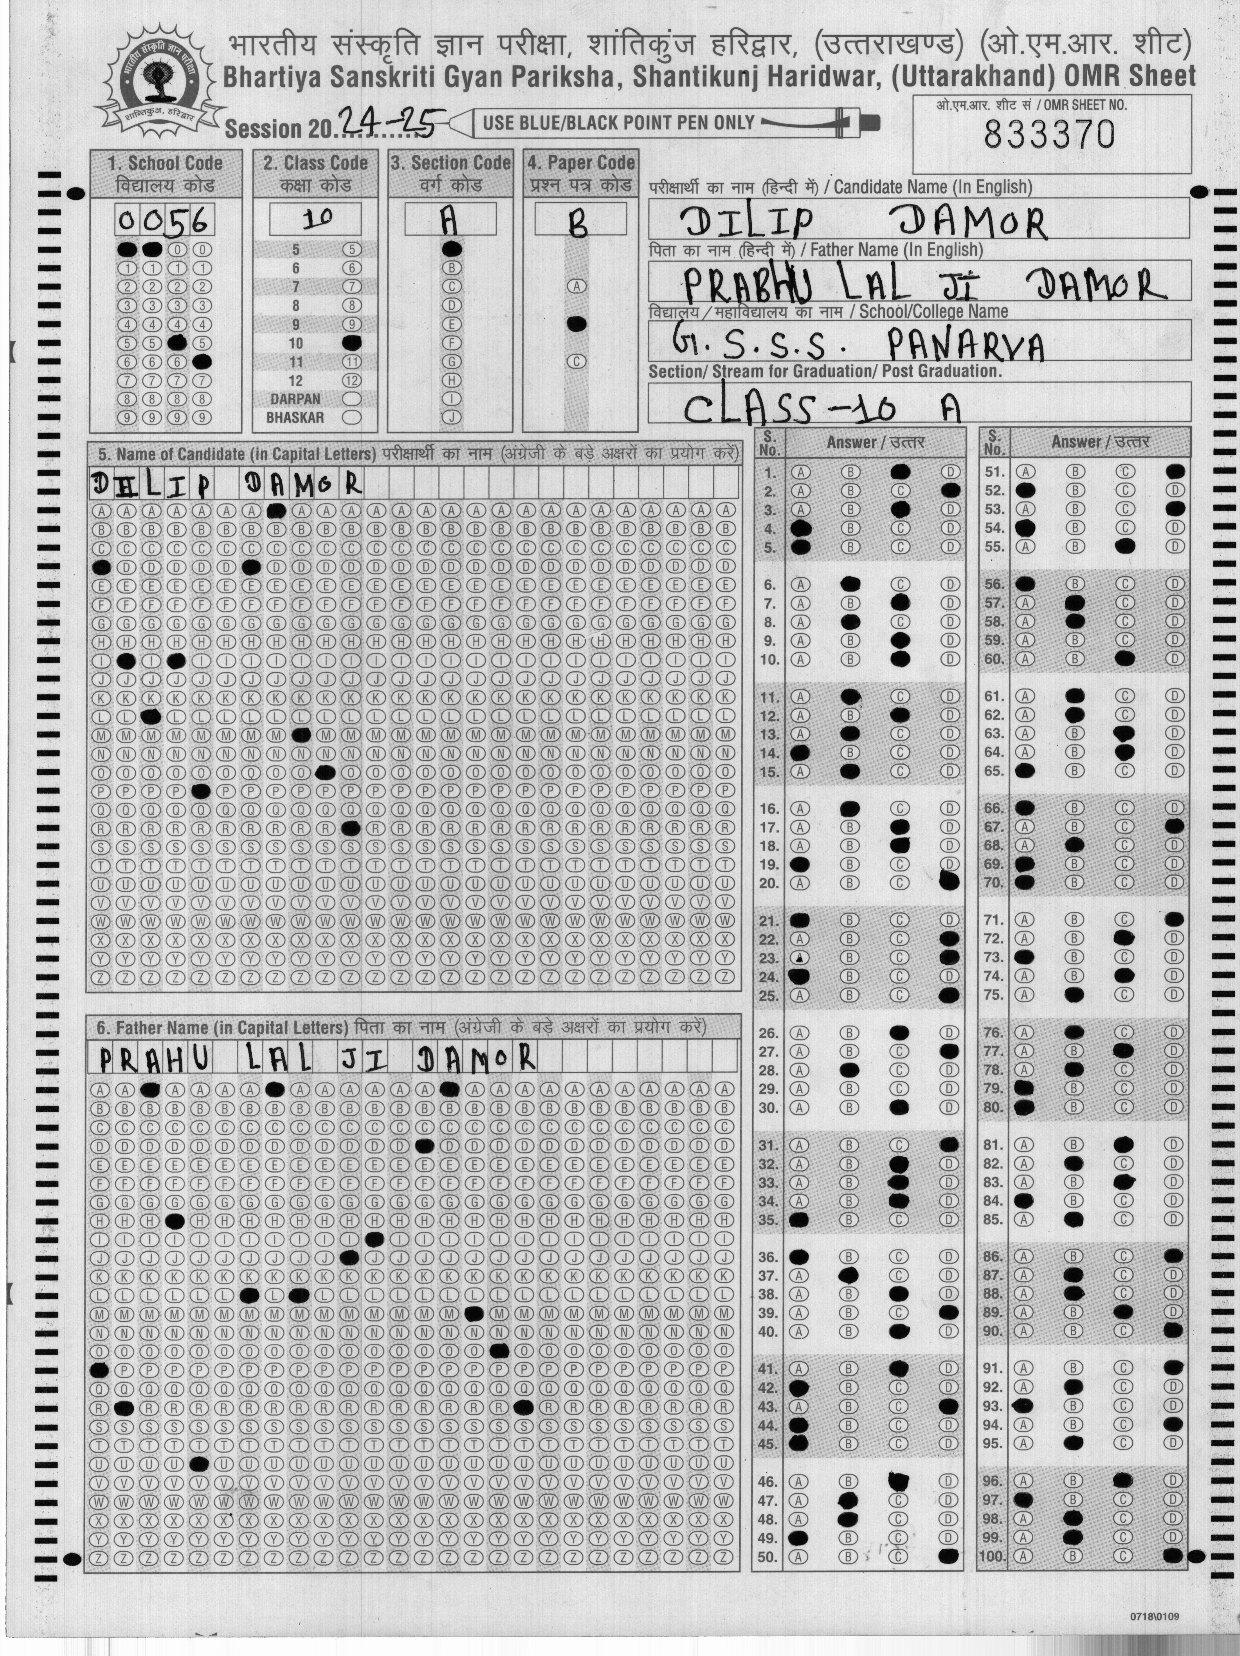 भारतीय संस्कृति ज्ञान परीक्षा, शांतिकुंज हरिद्वार, (उत्तराखण्ड) (ओ.एम.आर. शीट)
Bhartiya Sanskriti Gyan Pariksha, Shantikunj Haridwar, (Uttarakhand) OMR Sheet
Session 20 24-25
USE BLUE/BLACK POINT PEN ONLY
ओ.एम.आर. शीट सं / OMR SHEET NO.
833370
1. School Code
विद्यालय कोड
0056
2. Class Code
कक्षा कोड
10
3. Section Code
वर्ग कोड
A
4. Paper Code
प्रश्न पत्र कोड
B
5
6
7
8
9
10
11
12
DARPAN
BHASKAR
परीक्षार्थी का नाम (हिन्दी में) / Candidate Name (In English)
DILIP DAMOR
पिता का नाम (हिन्दी में) / Father Name (In English)
PRABHU LAL JI DAMOR
विद्यालय / महाविद्यालय का नाम / School/College Name
G.S.S.S. PANARVA
Section/ Stream for Graduation/ Post Graduation.
CLASS-10 A
5. Name of Candidate (in Capital Letters) परीक्षार्थी का नाम (अंग्रेजी के बड़े अक्षरों का प्रयोग करें)
DILIP DAMOR
6. Father Name (in Capital Letters) पिता का नाम (अंग्रेजी के बड़े अक्षरों का प्रयोग करें)
PRAHU LAL JI DAMOR
S. No. Answer / उत्तर
S. No. Answer / उत्तर
0718\0109